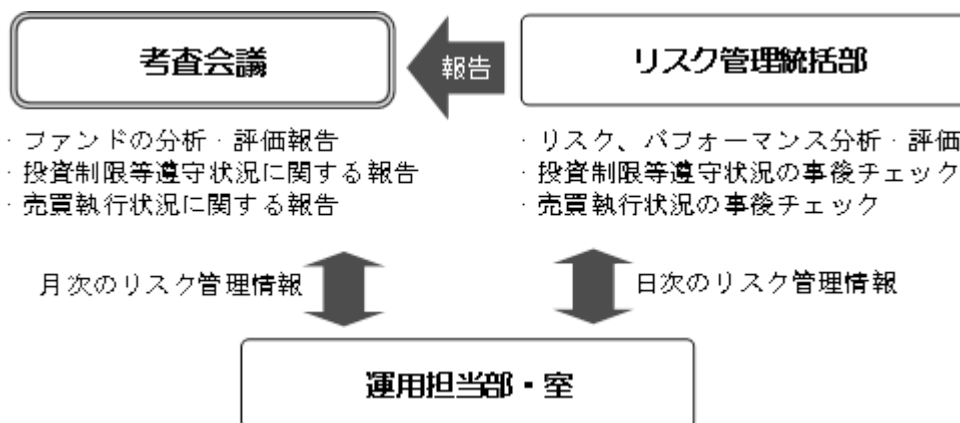 考査会議
報告
リスク管理統括部
· ファンドの分析 · 評価報告
· 投資制限等遵守状況に関する報告
· 売買執行状況に関する報告
· リスク、パフォーマンス分析 · 評価
· 投資制限等遵守状況の事後チェック
· 売買執行状況の事後チェック
月次のリスク管理情報
日次のリスク管理情報
運用担当部・室